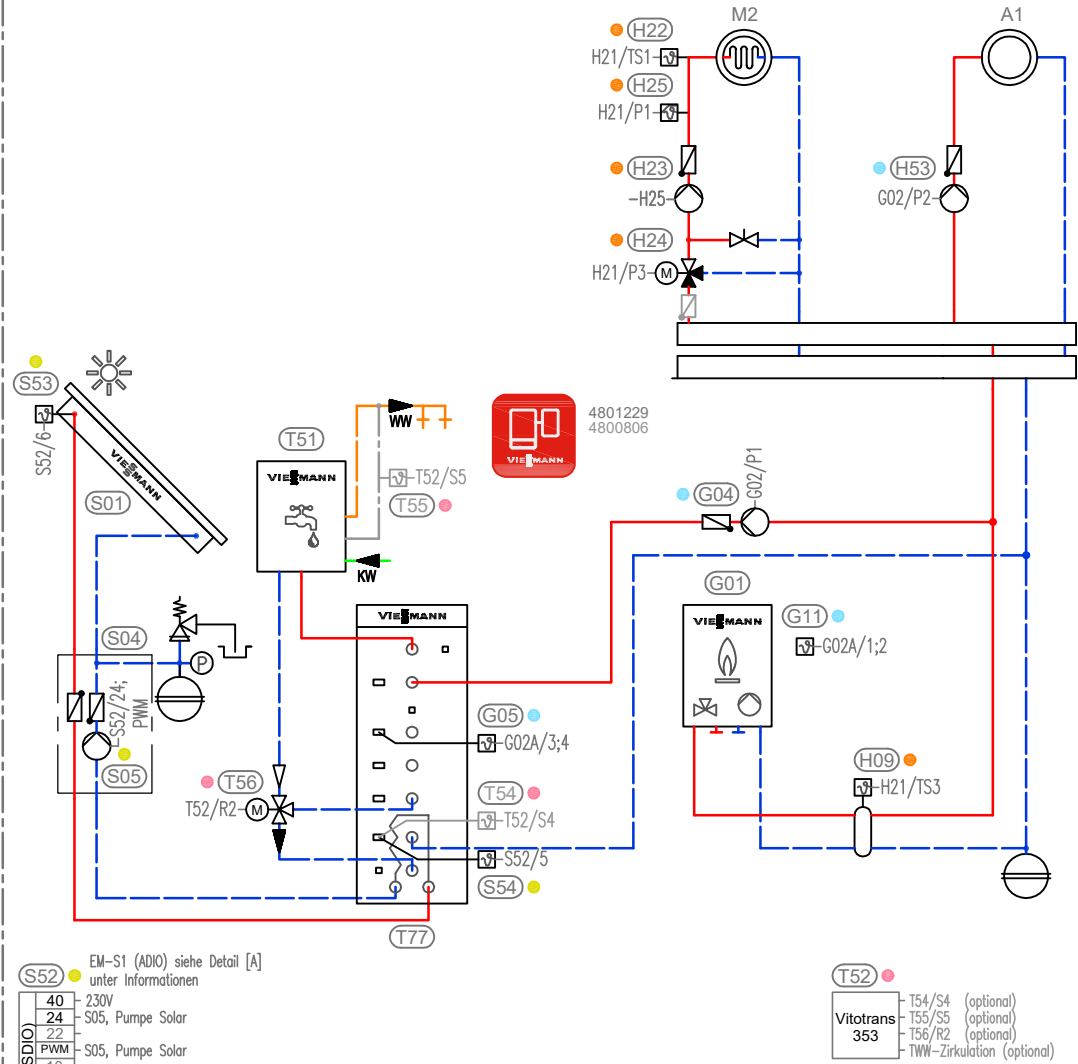 M2
A1
H22
H21/TS1
H25
H21/P1
H23
-H25
H24
H21/P3
M
H53
G02/P2
S53
S52/6
VIESMANN
S01
T51
VIESMANN
WW
T52/S5
T55
KW
4801229
4800806
VIESMANN
G04
G02/P1
G01
VIESMANN
G11
G02A/1;2
S04
P
S52/24;
PWM
S05
VIESMANN
G05
G02A/3;4
T56
T52/R2
M
T54
T52/S4
S52/5
S54
H09
H21/TS3
T77
S52
EM-S1 (ADIO) siehe Detail [A]
unter Informationen
40 230V
24 S05, Pumpe Solar
22
PWM S05, Pumpe Solar
SDIO)
T52
Vitotrans
353
T54/S4 (optional)
T55/S5 (optional)
T56/R2 (optional)
TWW-Zirkulation (optional)